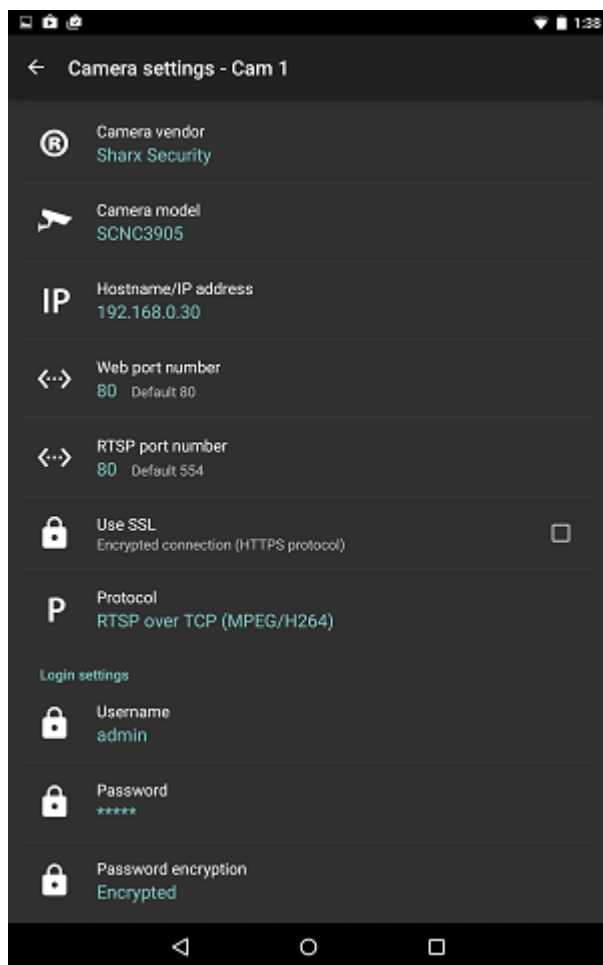 1:38
Camera settings - Cam 1
®
Camera vendor
Sharx Security
Camera model
SCNC3905
IP
Hostname/IP address
192.168.0.30
Web port number
80 Default 80
RTSP port number
80 Default 554
Use SSL
Encrypted connection (HTTPS protocol)
P
Protocol
RTSP over TCP (MPEG/H264)
Login settings
Username
admin
Password
*****
Password encryption
Encrypted